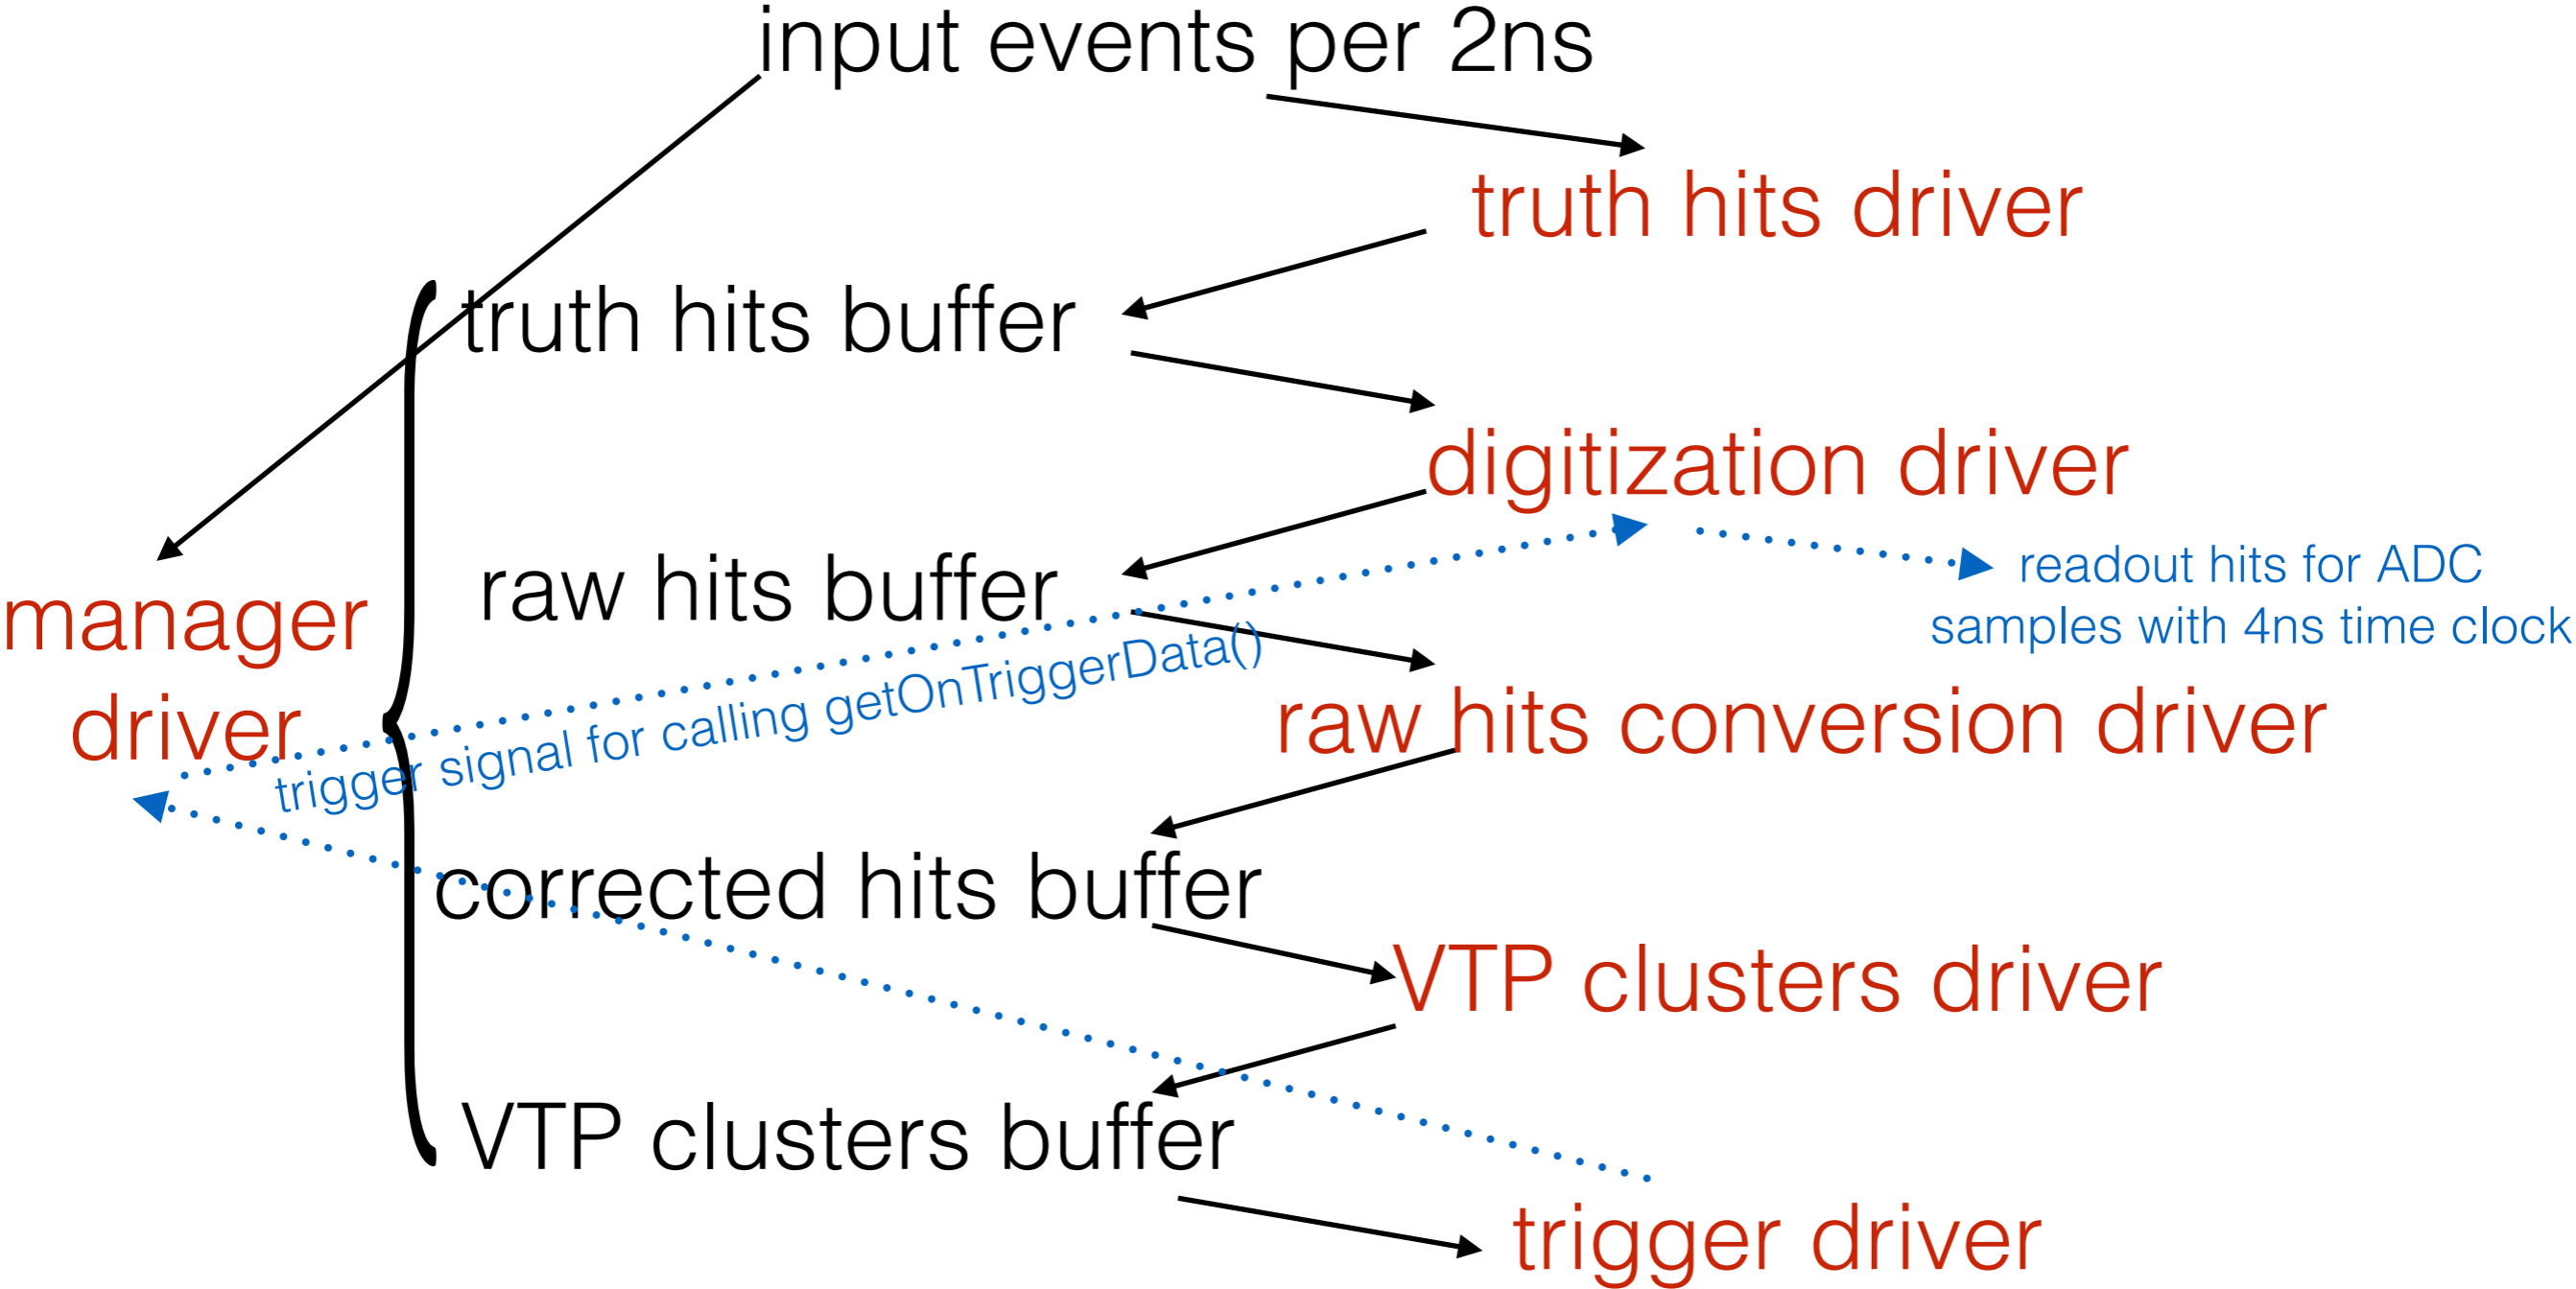 input events per 2ns
truth hits driver
truth hits buffer
digitization driver
raw hits buffer
readout hits for ADC
samples with 4ns time clock
manager
driver
trigger signal for calling getOnTriggerData()
raw hits conversion driver
corrected hits buffer
VTP clusters driver
VTP clusters buffer
trigger driver